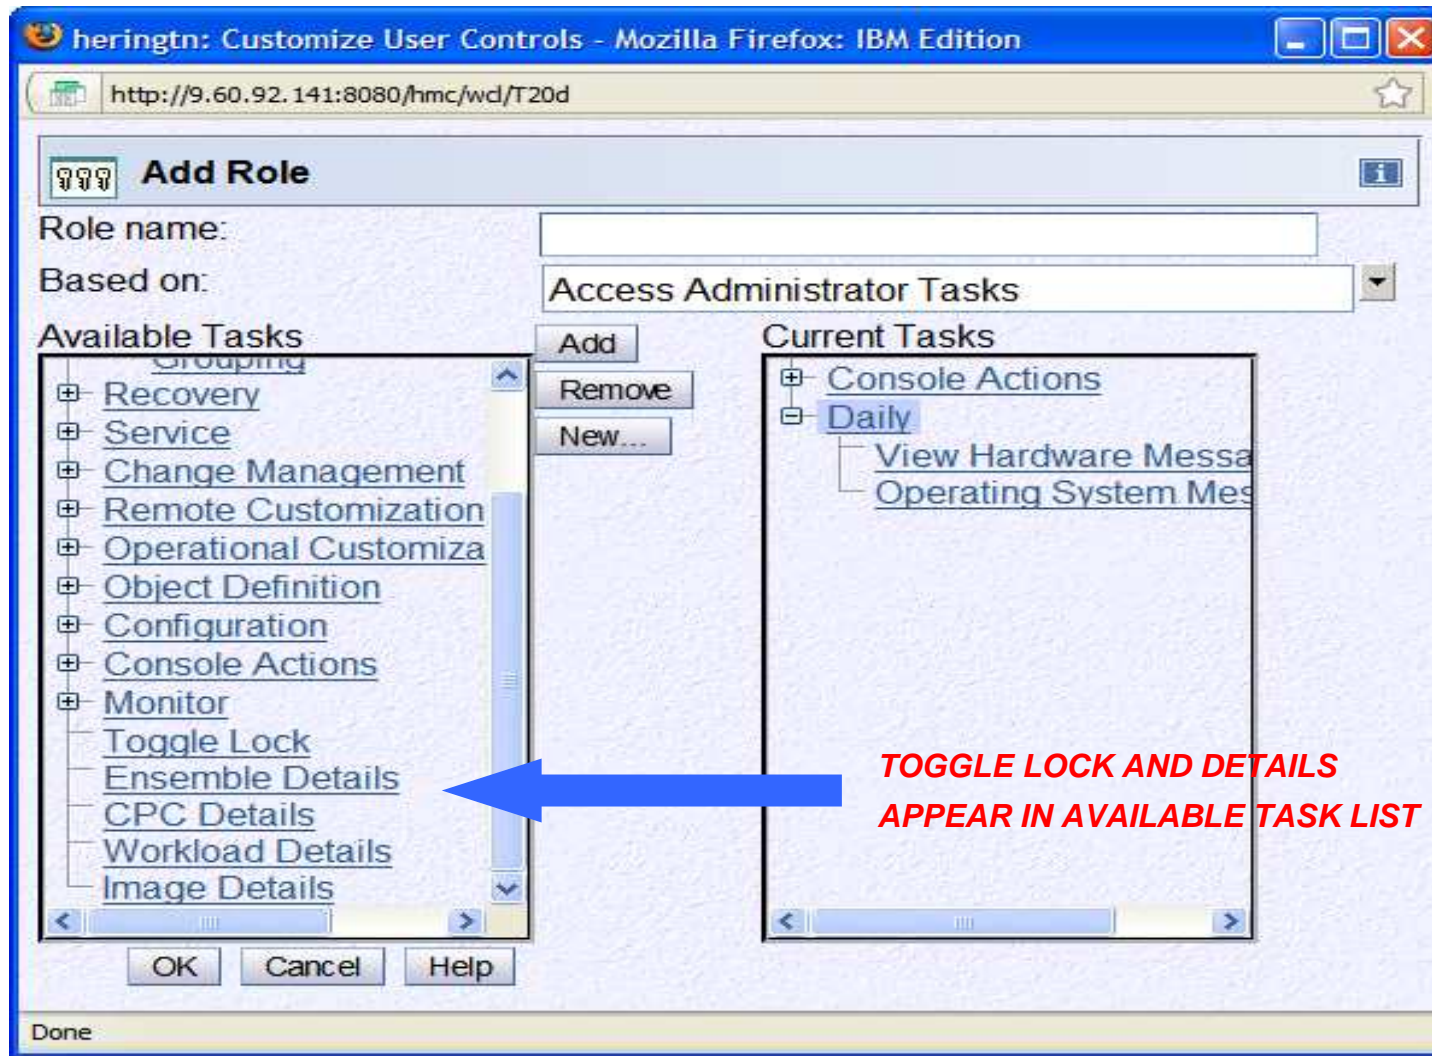 heringtn: Customize User Controls - Mozilla Firefox: IBM Edition
http://9.60.92.141:8080/hmc/wcl/T20d
Add Role
Role name:
Based on:
Access Administrator Tasks
Available Tasks
Add
Remove
New...
Current Tasks
Grouping
Recovery
Service
Change Management
Remote Customization
Operational Customiza
Object Definition
Configuration
Console Actions
Monitor
Toggle Lock
Ensemble Details
CPC Details
Workload Details
Image Details
Console Actions
Daily
View Hardware Messa
Operating System Mes
TOGGLE LOCK AND DETAILS
APPEAR IN AVAILABLE TASK LIST
OK
Cancel
Help
Done